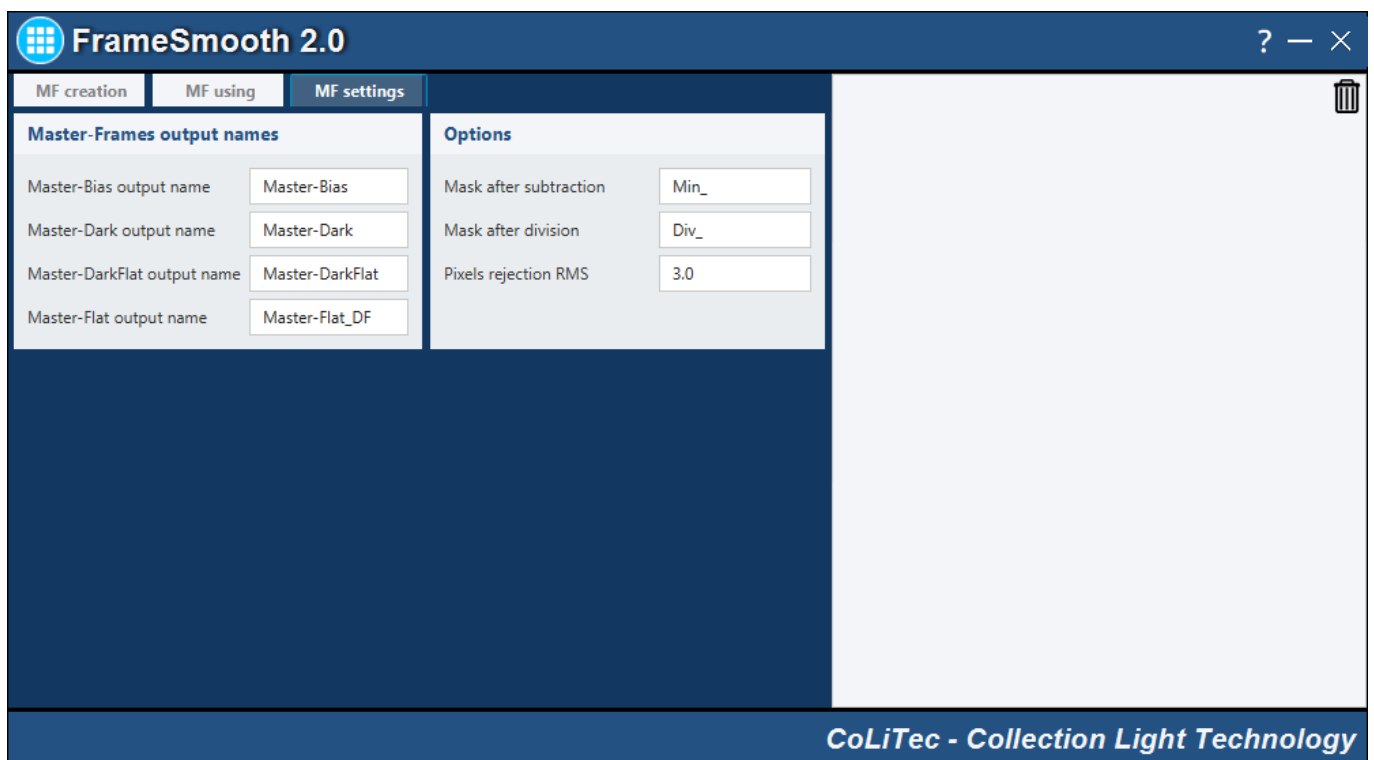 FrameSmooth 2.0
? — ×
MF creation
MF using
MF settings
Master-Frames output names
Master-Bias output name
Master-Bias
Master-Dark output name
Master-Dark
Master-DarkFlat output name
Master-DarkFlat
Master-Flat output name
Master-Flat_DF
Options
Mask after subtraction
Min_
Mask after division
Div_
Pixels rejection RMS
3.0
CoLiTec - Collection Light Technology